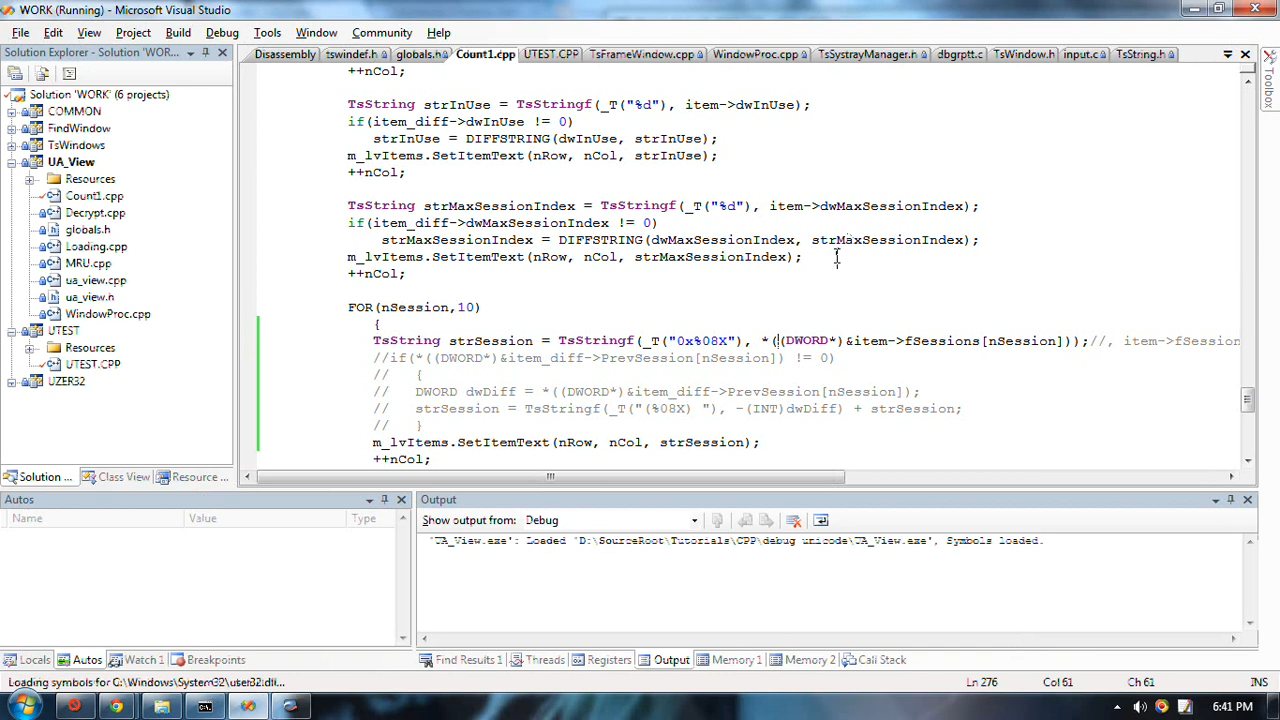 WORK (Running) - Microsoft Visual Studio
File Edit View Project Build Debug Tools Window Community Help
Solution Explorer - Solution 'WOR...
Disassembly tswindef.h globals.h Count1.cpp UTEST.CPP TsFrameWindow.cpp WindowProc.cpp TsSystrayManager.h dbgrptt.c TsWindow.h input.c TsString.h
Toolbox
Solution 'WORK' (6 projects)
COMMON
FindWindow
TsWindows
UA_View
Resources
Count1.cpp
Decrypt.cpp
globals.h
Loading.cpp
MRU.cpp
ua_view.cpp
ua_view.h
WindowProc.cpp
UTEST
Resources
UTEST.CPP
UZER32
Solution ... Class View Resource ...
++nCol;
TsString strInUse = TsStringf(_T("%d"), item->dwInUse);
if(item_diff->dwInUse != 0)
strInUse = DIFFSTRING(dwInUse, strInUse);
m_lvItems.SetItemText(nRow, nCol, strInUse);
++nCol;
TsString strMaxSessionIndex = TsStringf(_T("%d"), item->dwMaxSessionIndex);
if(item_diff->dwMaxSessionIndex != 0)
strMaxSessionIndex = DIFFSTRING(dwMaxSessionIndex, strMaxSessionIndex);
m_lvItems.SetItemText(nRow, nCol, strMaxSessionIndex);
++nCol;
FOR(nSession,10)
{
TsString strSession = TsStringf(_T("0x%08X"), *((DWORD*)&item->fSessions[nSession]));//, item->fSession
//if(*((DWORD*)&item_diff->PrevSession[nSession]) != 0)
// {
// DWORD dwDiff = *((DWORD*)&item_diff->PrevSession[nSession]);
// strSession = TsStringf(_T("(%08X) "), -(INT)dwDiff) + strSession;
// }
m_lvItems.SetItemText(nRow, nCol, strSession);
++nCol;
Autos
Name Value Type
Locals Autos Watch 1 Breakpoints
Output
Show output from: Debug
'UA_View.exe': Loaded 'D:\SourceRoot\Tutorials\CPP\debug unicode\UA_View.exe', Symbols loaded.
Find Results 1 Threads Registers Output Memory 1 Memory 2 Call Stack
Loading symbols for C:\Windows\System32\user32.dll... Ln 276 Col 61 Ch 61 INS
6:41 PM